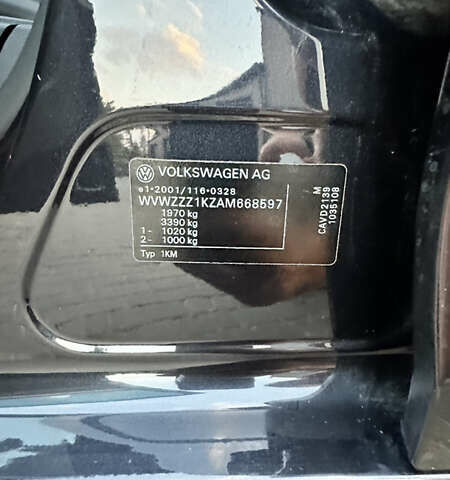 VOLKSWAGEN AG
e1*2001/116*0328
WVWZZZ1KZAM668597
1970 kg
3390 kg
1- 1020 kg
2- 1000 kg
Typ 1KM
M
CAVD2139
1035108